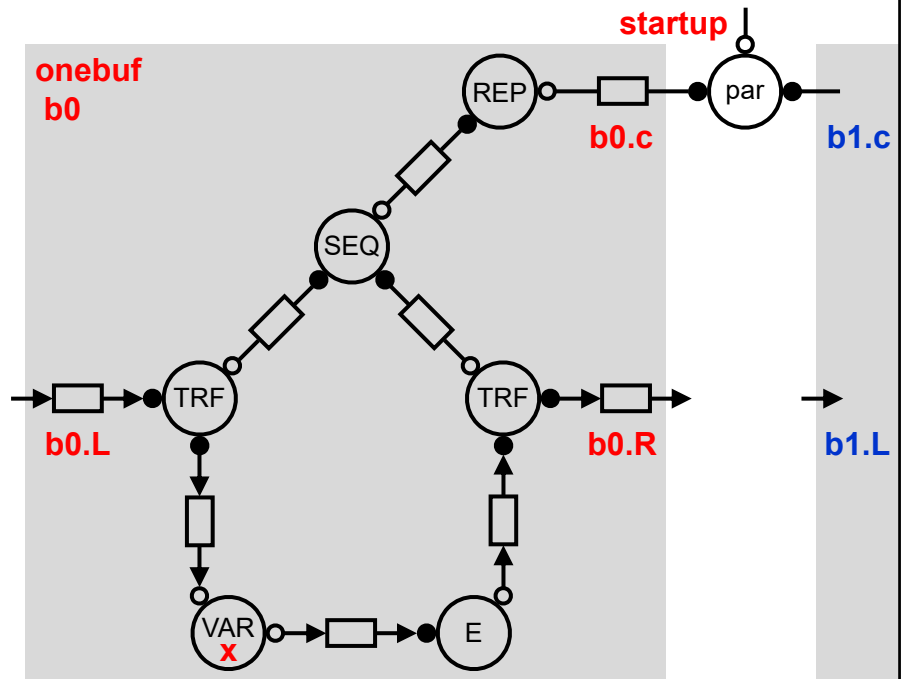 startup
onebuf
b0
REP
par
b0.c
b1.c
SEQ
TRF
TRF
b0.L
b0.R
b1.L
VAR
x
E